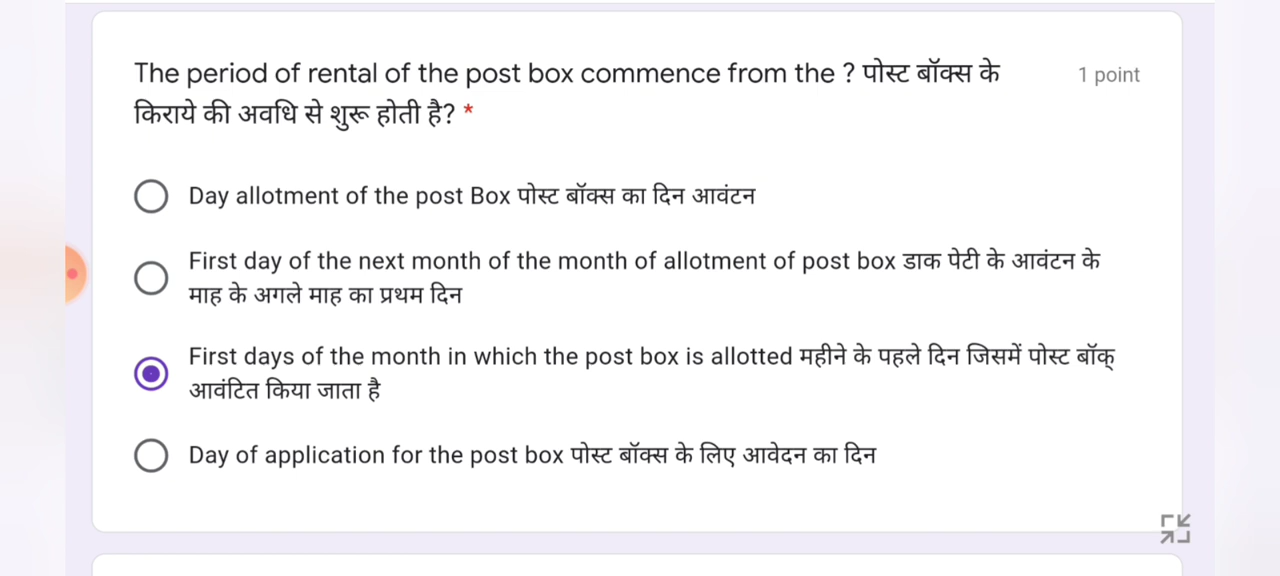 The period of rental of the post box commence from the ? पोस्ट बॉक्स के
किराये की अवधि से शुरू होती है? *
1 point
Day allotment of the post Box पोस्ट बॉक्स का दिन आवंटन
First day of the next month of the month of allotment of post box डाक पेटी के आवंटन के
माह के अगले माह का प्रथम दिन
First days of the month in which the post box is allotted महीने के पहले दिन जिसमें पोस्ट बॉक्
आवंटित किया जाता है
Day of application for the post box पोस्ट बॉक्स के लिए आवेदन का दिन